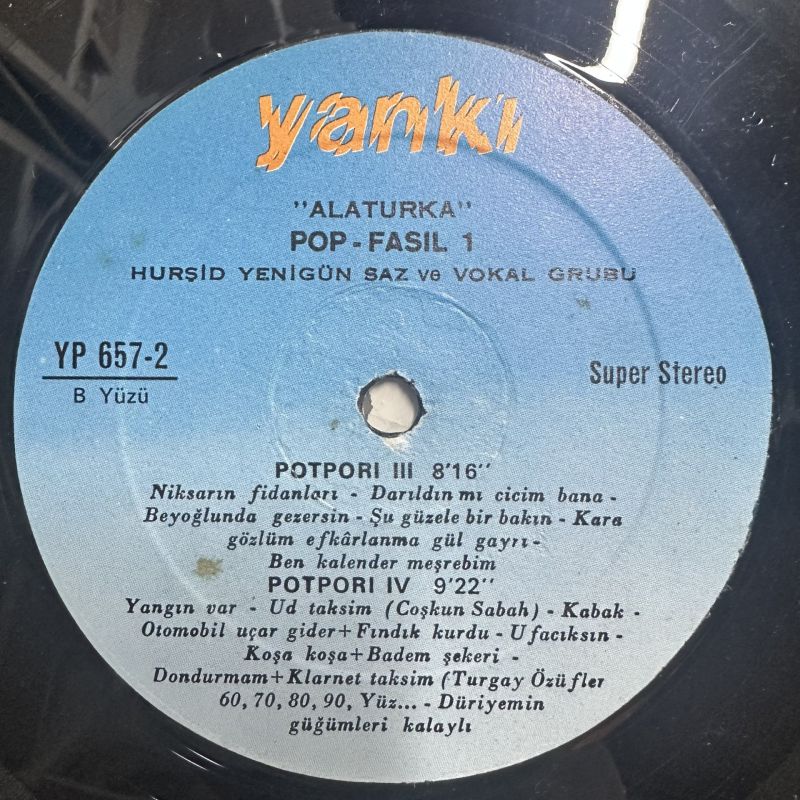 yankı
"ALATURKA"
POP - FASIL 1
HURŞİD YENİGÜN SAZ ve VOKAL GRUBU
YP 657-2
B Yüzü
Super Stereo
POTPORI III 8'16"
Niksarın fidanları - Darıldın mı cicim bana -
Beyoğlunda gezersin - Şu güzele bir bakın - Kara
gözlüm efkârlanma gül gayrı -
Ben kalender meşrebim
POTPORI IV 9'22"
Yangın var - Ud taksim (Coşkun Sabah) - Kabak -
Otomobil uçar gider + Fındık kurdu - Ufacıksın -
Koşa koşa + Badem şekeri -
Dondurmam + Klarnet taksim (Turgay Özüfler
60, 70, 80, 90, Yüz... - Düriyemin
güğümleri kalaylı